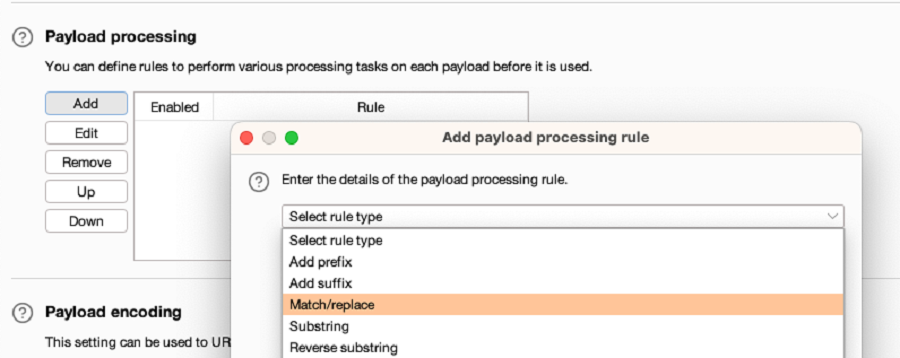 Payload processing
You can define rules to perform various processing tasks on each payload before it is used.
Add
Enabled
Rule
Edit
Remove
Up
Down
Add payload processing rule
Enter the details of the payload processing rule.
Select rule type
Select rule type
Add prefix
Add suffix
Match/replace
Substring
Reverse substring
Payload encoding
This setting can be used to UR